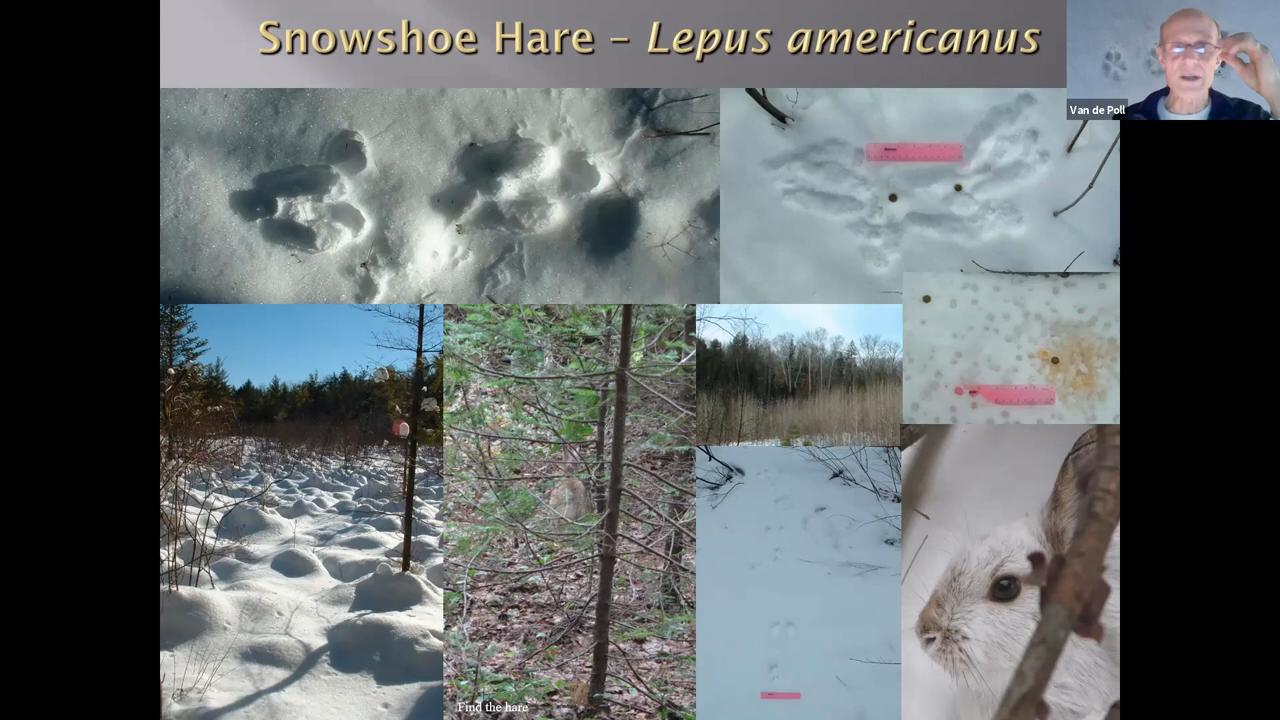 Snowshoe Hare – Lepus americanus
Van de Poll
Find the hare